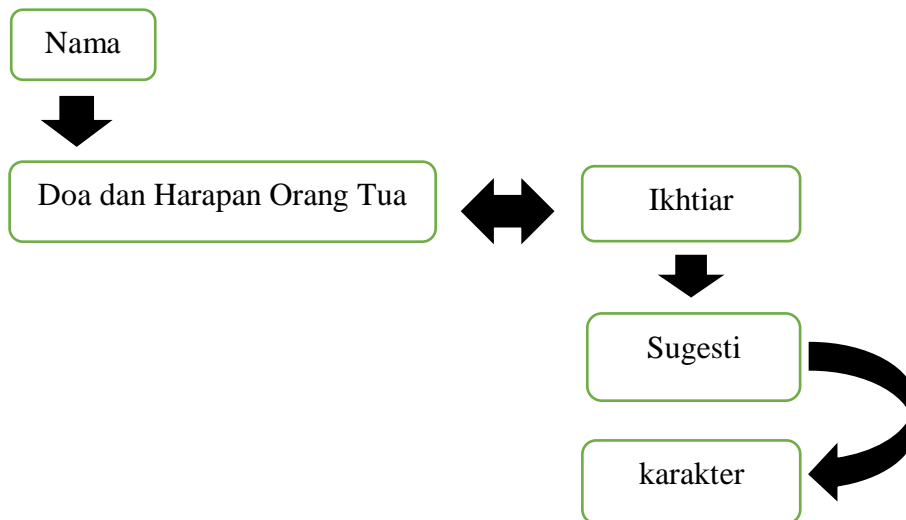 Nama
Doa dan Harapan Orang Tua
Ikhtiar
Sugesti
karakter